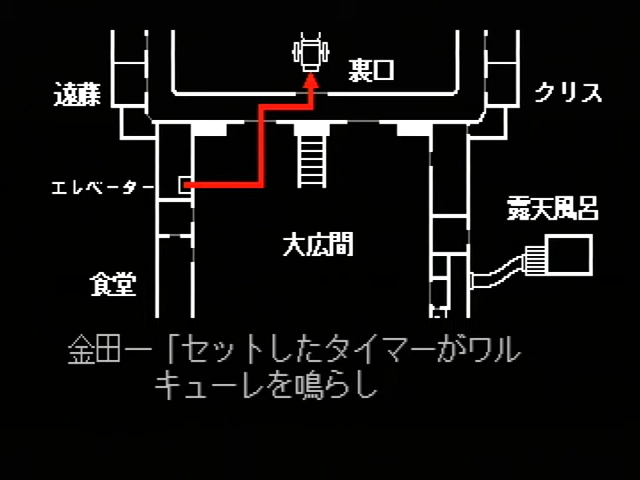 裏口
遠藤
クリス
エレベーター
露天風呂
大広間
食堂
金田一「セットしたタイマーがワル
キューレを鳴らし